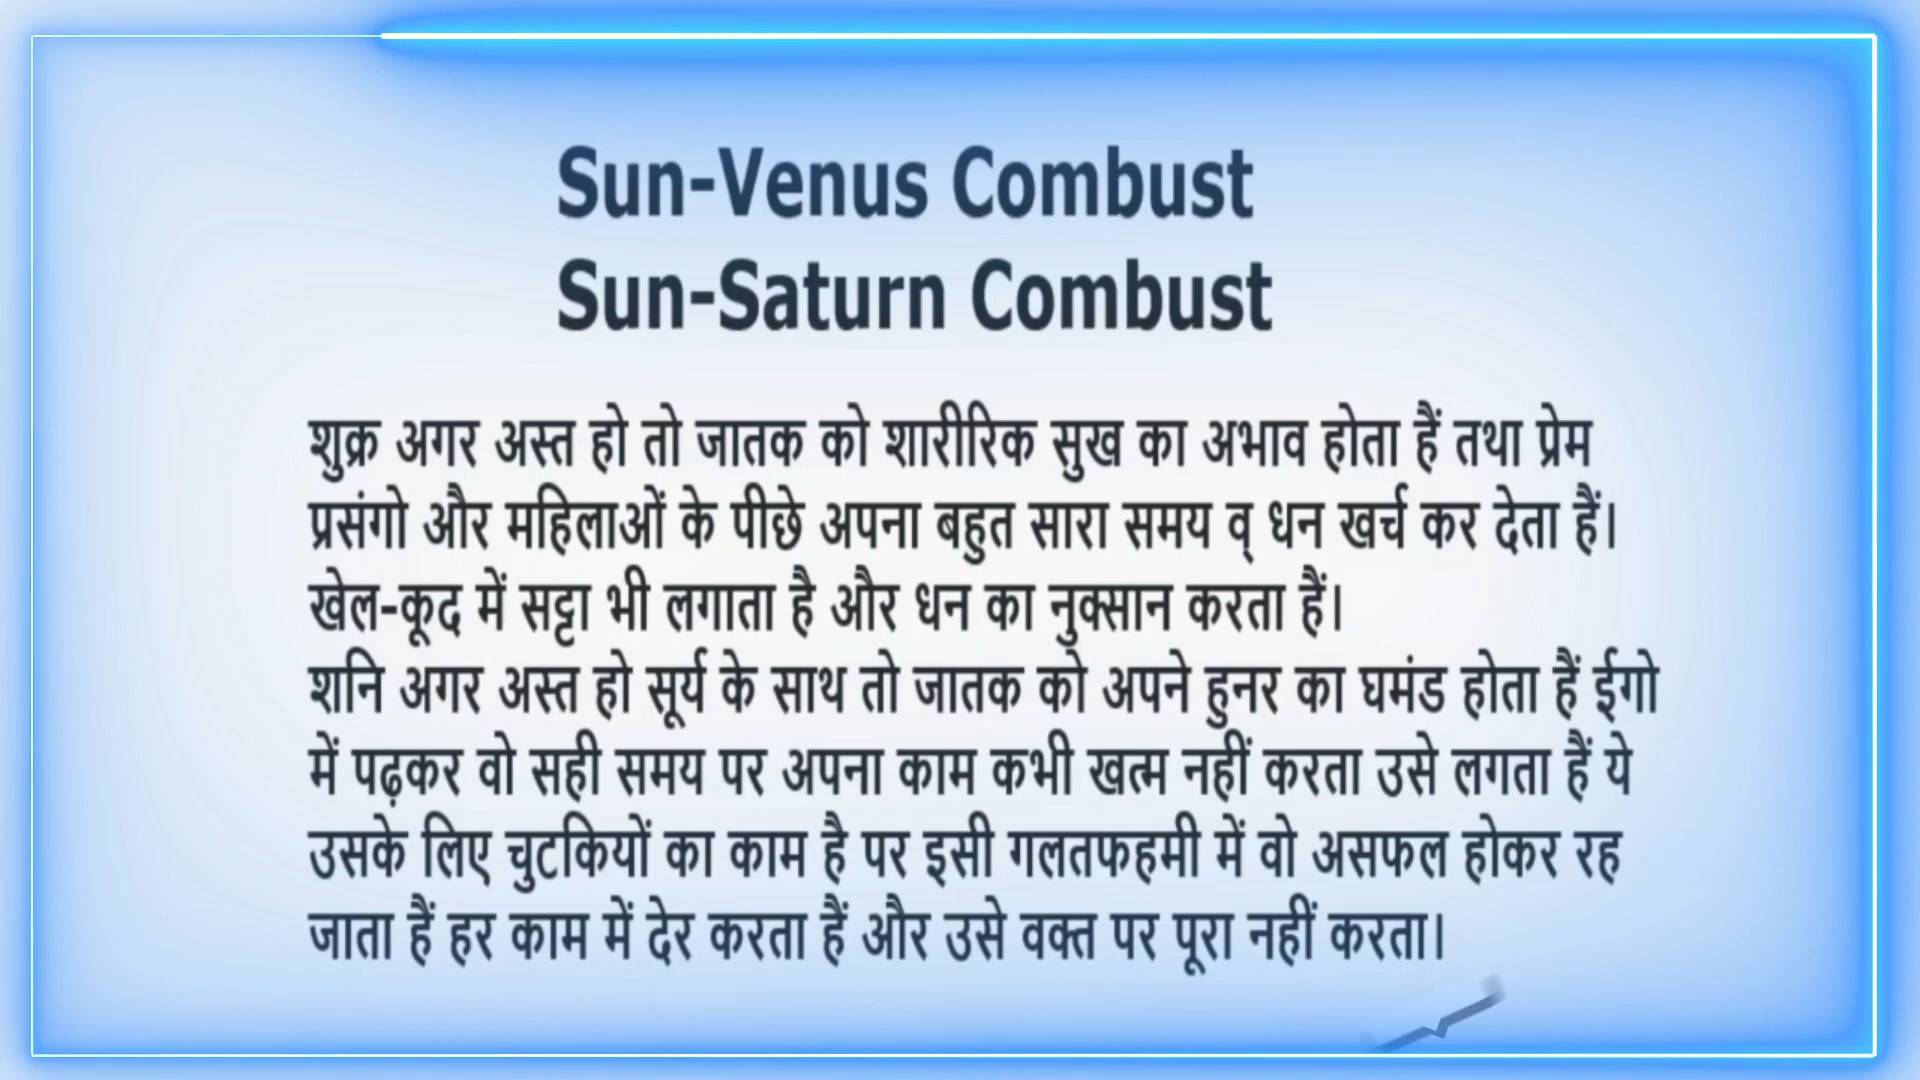 Sun-Venus Combust
Sun-Saturn Combust
शुक्र अगर अस्त हो तो जातक को शारीरिक सुख का अभाव होता हैं तथा प्रेम
प्रसंगो और महिलाओं के पीछे अपना बहुत सारा समय व् धन खर्च कर देता हैं।
खेल-कूद में सट्टा भी लगाता है और धन का नुक्सान करता हैं।
शनि अगर अस्त हो सूर्य के साथ तो जातक को अपने हुनर का घमंड होता हैं ईगो
में पढ़कर वो सही समय पर अपना काम कभी खत्म नहीं करता उसे लगता हैं ये
उसके लिए चुटकियों का काम है पर इसी गलतफहमी में वो असफल होकर रह
जाता हैं हर काम में देर करता हैं और उसे वक्त पर पूरा नहीं करता।